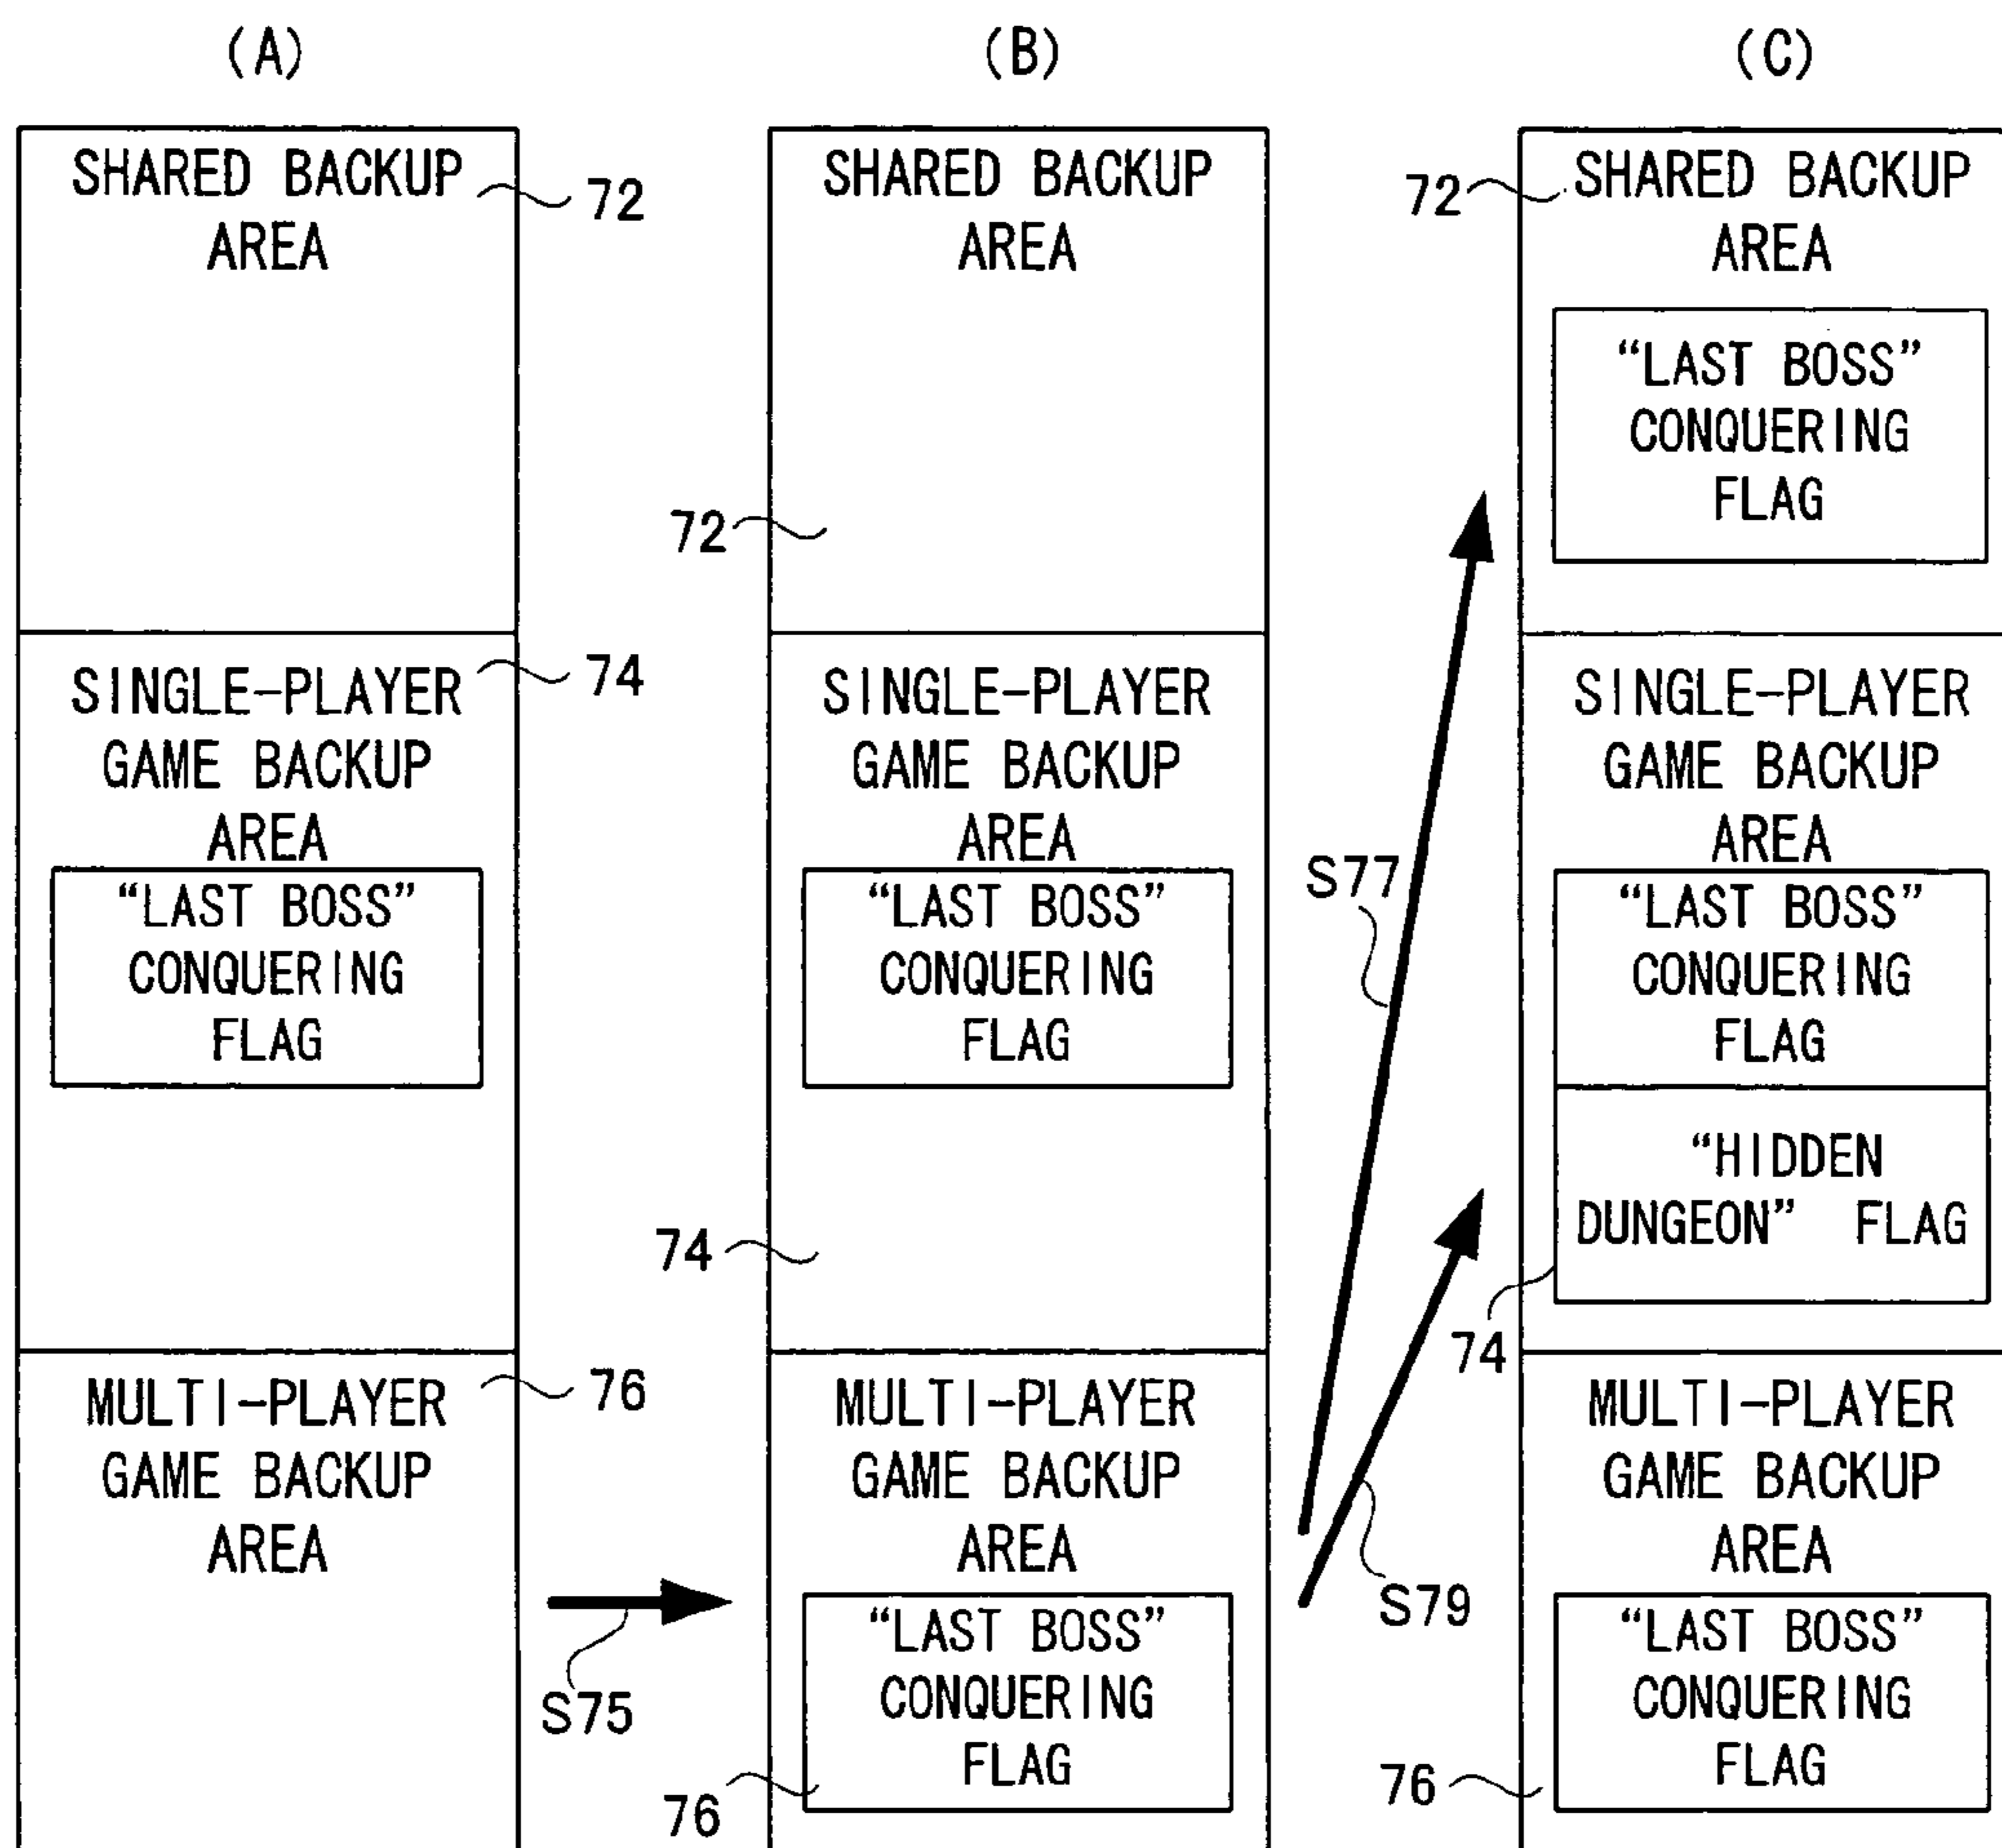 (A)
SHARED BACKUP
AREA
72
SINGLE-PLAYER
GAME BACKUP
AREA
74
"LAST BOSS"
CONQUERING
FLAG
MULTI-PLAYER
GAME BACKUP
AREA
76
S75
(B)
SHARED BACKUP
AREA
72
SINGLE-PLAYER
GAME BACKUP
AREA
"LAST BOSS"
CONQUERING
FLAG
74
MULTI-PLAYER
GAME BACKUP
AREA
"LAST BOSS"
CONQUERING
FLAG
76
S77
S79
(C)
SHARED BACKUP
AREA
72
"LAST BOSS"
CONQUERING
FLAG
SINGLE-PLAYER
GAME BACKUP
AREA
"LAST BOSS"
CONQUERING
FLAG
"HIDDEN
DUNGEON" FLAG
74
MULTI-PLAYER
GAME BACKUP
AREA
"LAST BOSS"
CONQUERING
FLAG
76